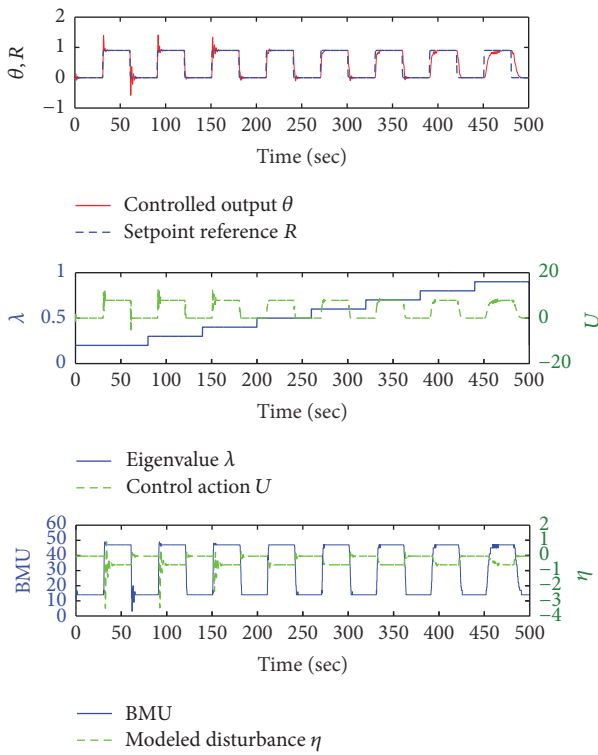 2
1
0
−1
θ, R
0 50 100 150 200 250 300 350 400 450 500
Time (sec)
Controlled output θ
Setpoint reference R
1
0.5
0
λ
20
0
−20
U
0 50 100 150 200 250 300 350 400 450 500
Time (sec)
Eigenvalue λ
Control action U
60
50
40
30
20
10
0
BMU
2
1
0
−1
−2
−3
−4
η
0 50 100 150 200 250 300 350 400 450 500
Time (sec)
BMU
Modeled disturbance η